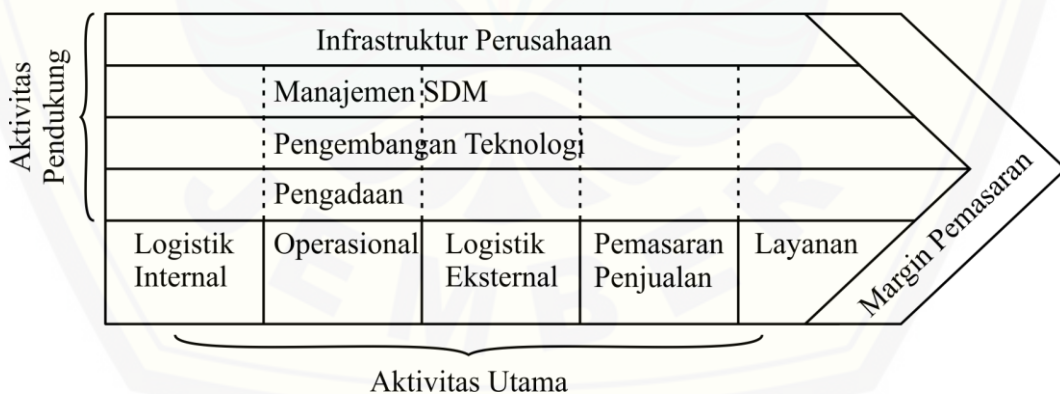 Aktivitas
Pendukung
Infrastruktur Perusahaan
Manajemen SDM
Pengembangan Teknologi
Pengadaan
Logistik
Internal
Operasional
Logistik
Eksternal
Pemasaran
Penjualan
Layanan
Margin Pemasaran
Aktivitas Utama
JEMBER